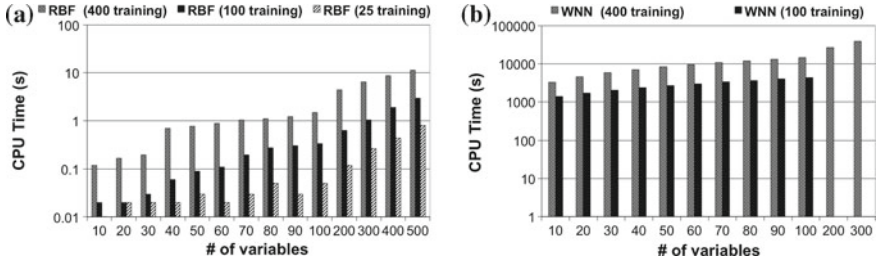 (a)
RBF (400 training) RBF (100 training) RBF (25 training)
100
10
1
0.1
0.01
CPU Time (s)
10 20 30 40 50 60 70 80 90 100 200 300 400 500
# of variables
(b)
WNN (400 training) WNN (100 training)
100000
10000
1000
100
10
1
CPU Time (s)
10 20 30 40 50 60 70 80 90 100 200 300
# of variables